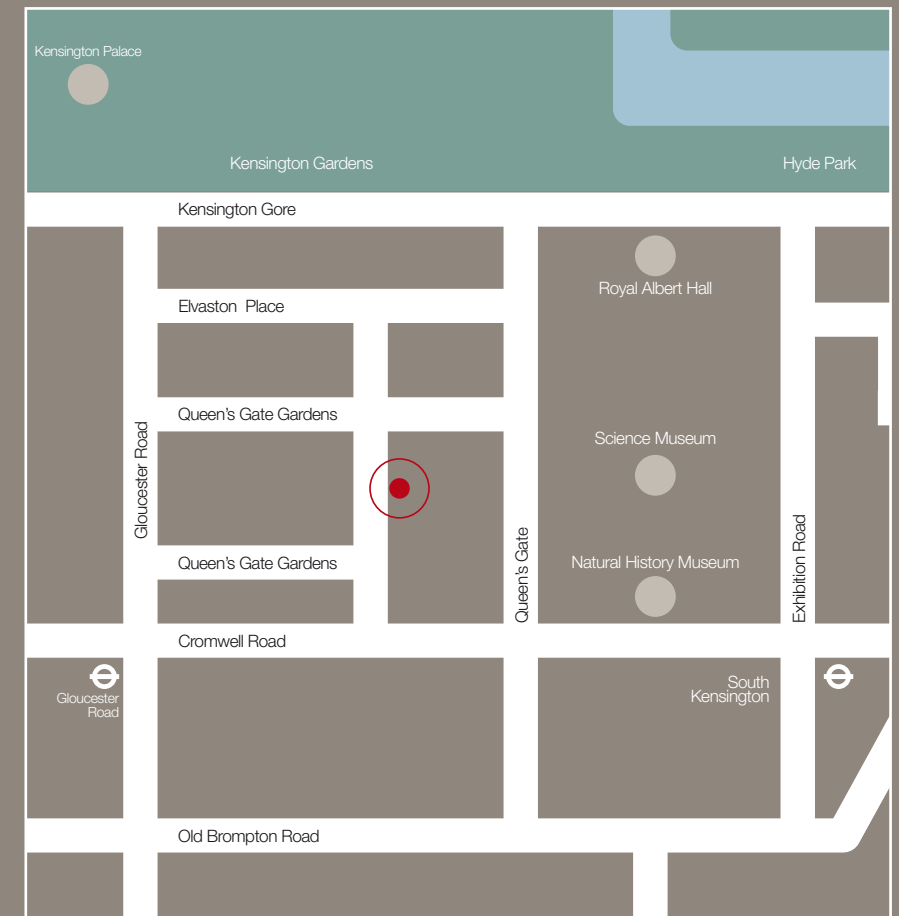 Kensington Palace
Kensington Gardens
Hyde Park
Kensington Gore
Royal Albert Hall
Elvaston Place
Queen's Gate Gardens
Gloucester Road
Science Museum
Queen's Gate
Exhibition Road
Queen's Gate Gardens
Natural History Museum
Cromwell Road
Gloucester
Road
South
Kensington
Old Brompton Road